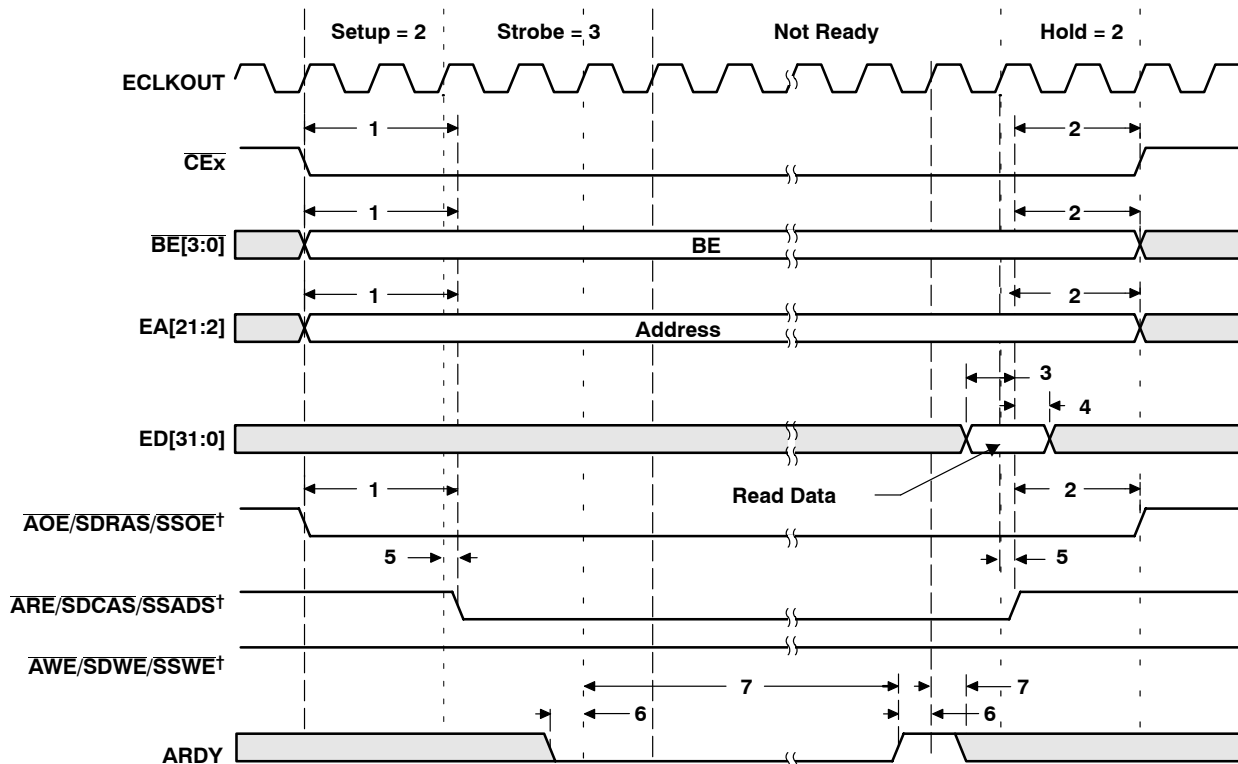 Setup = 2 Strobe = 3 Not Ready Hold = 2
ECLKOUT
1 2
CEx
1 2
BE[3:0] BE
1 2
EA[21:2] Address
3
4
ED[31:0]
Read Data
1 2
AOE/SDRAS/SSOE†
5 5
ARE/SDCAS/SSADS†
AWE/SDWE/SSWE†
7 7
6 6
ARDY